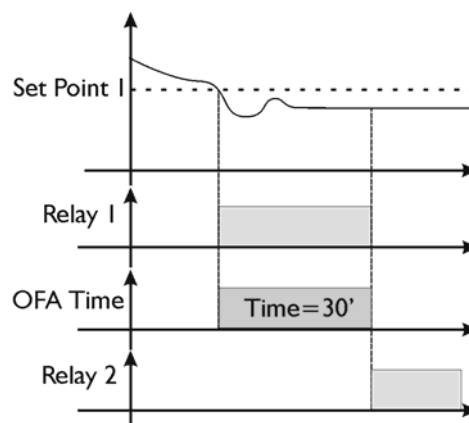 Set Point 1
Relay 1
OFA Time
Time=30'
Relay 2